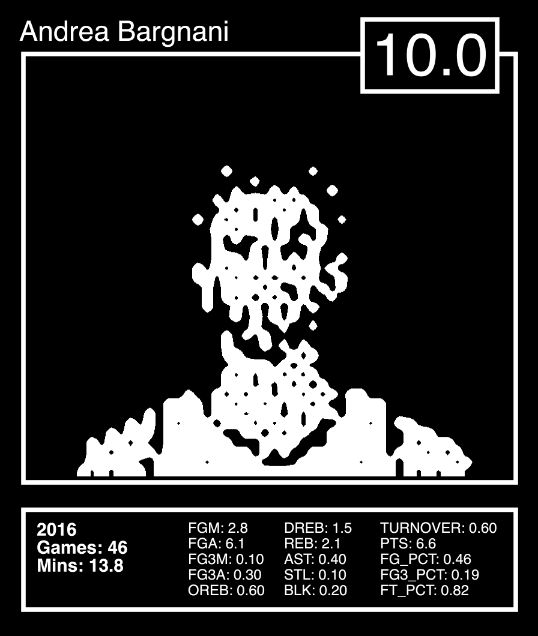 Andrea Bargnani
10.0
2016
Games: 46
Mins: 13.8
FGM: 2.8
FGA: 6.1
FG3M: 0.10
FG3A: 0.30
OREB: 0.60
DREB: 1.5
REB: 2.1
AST: 0.40
STL: 0.10
BLK: 0.20
TURNOVER: 0.60
PTS: 6.6
FG_PCT: 0.46
FG3_PCT: 0.19
FT_PCT: 0.82